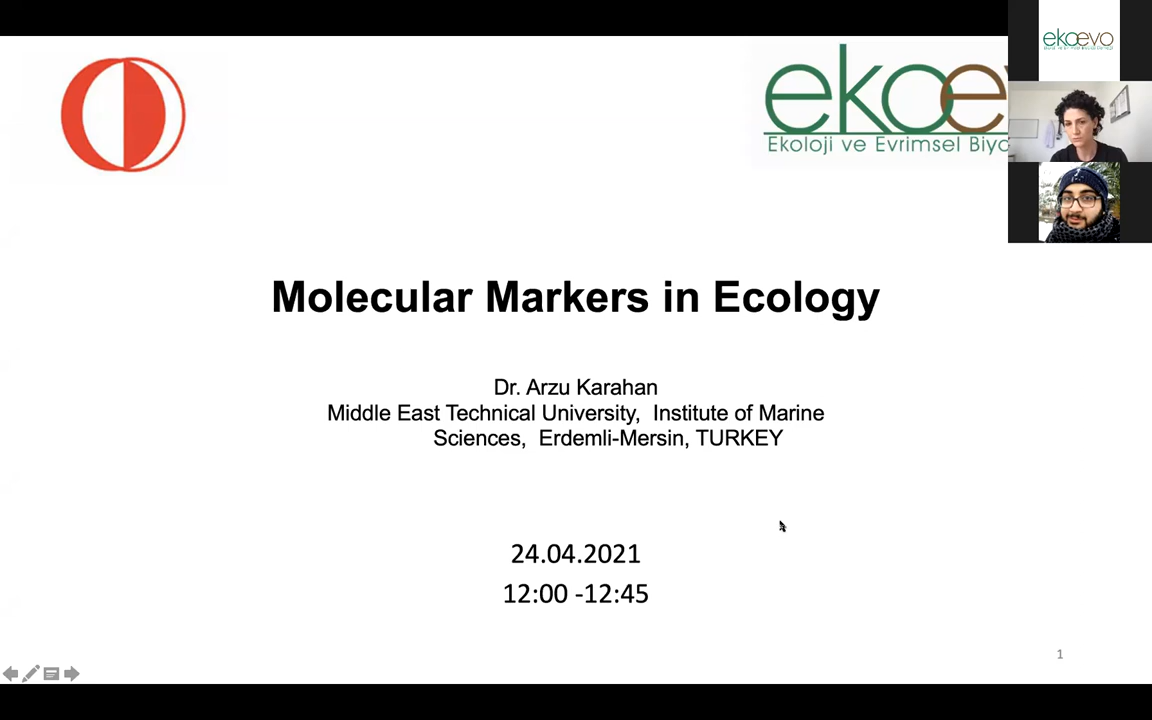 ekoevo
ekoe
Ekoloji ve Evrimsel Biyo
Molecular Markers in Ecology
Dr. Arzu Karahan
Middle East Technical University, Institute of Marine
Sciences, Erdemli-Mersin, TURKEY
24.04.2021
12:00 -12:45
1